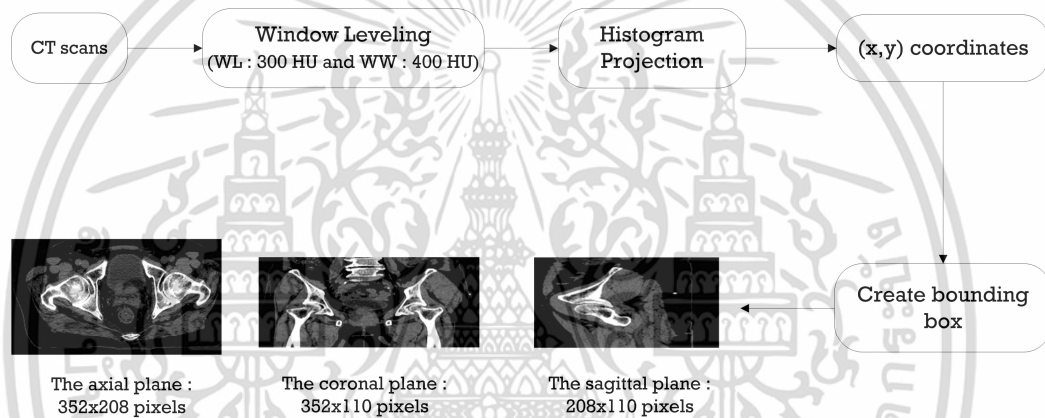 CT scans
Window Leveling
(WL : 300 HU and WW : 400 HU)
Histogram
Projection
(x,y) coordinates
Create bounding
box
The axial plane :
352x208 pixels
The coronal plane :
352x110 pixels
The sagittal plane :
208x110 pixels